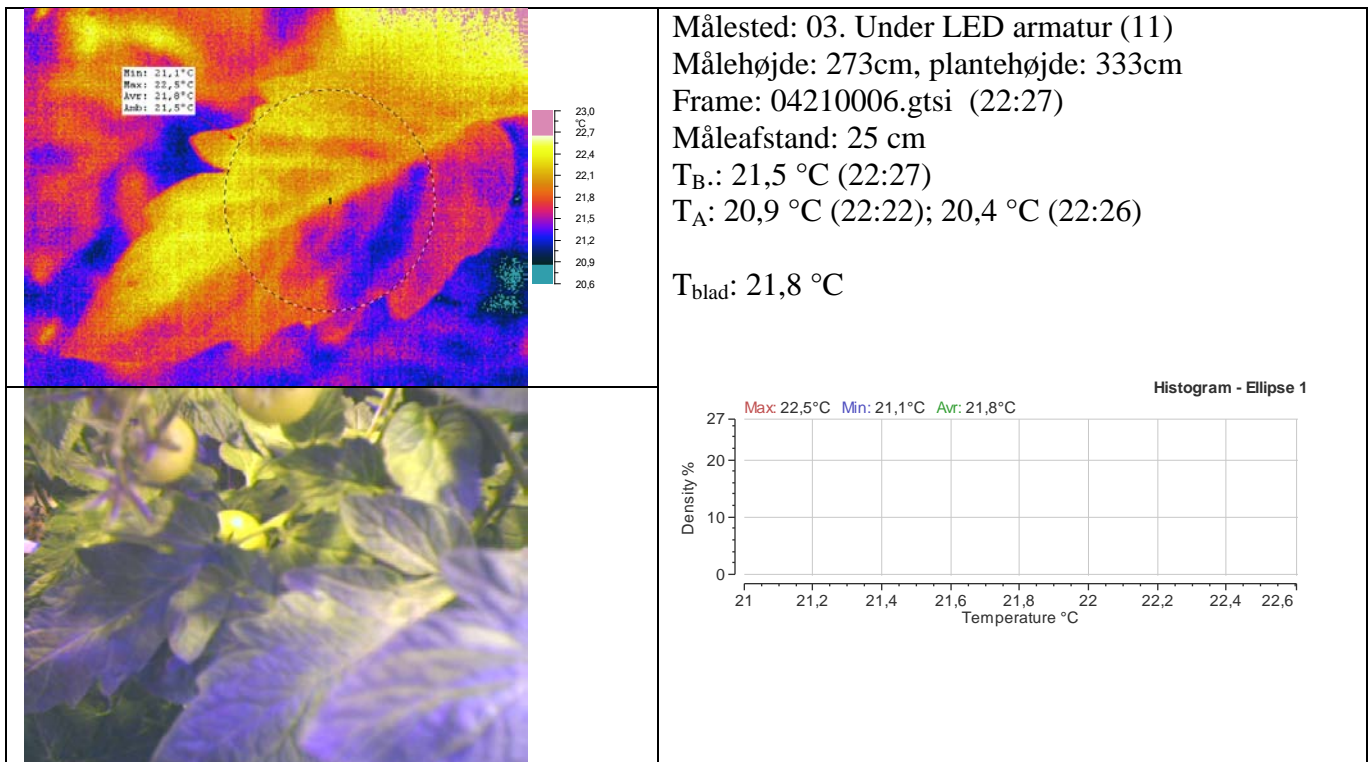 Min: 21,1°C
Max: 22,5°C
Avr: 21,8°C
Amb: 21,5°C
1
23,0
°C
22,7
22,4
22,1
21,8
21,5
21,2
20,9
20,6
Målested: 03. Under LED armatur (11)
Målehøjde: 273cm, plantehøjde: 333cm
Frame: 04210006.gtsi (22:27)
Måleafstand: 25 cm
TB.: 21,5 °C (22:27)
TA: 20,9 °C (22:22); 20,4 °C (22:26)
Tblad: 21,8 °C
Histogram - Ellipse 1
Max: 22,5°C Min: 21,1°C Avr: 21,8°C
27
20
10
0
Density %
21 21,2 21,4 21,6 21,8 22 22,2 22,4 22,6
Temperature °C